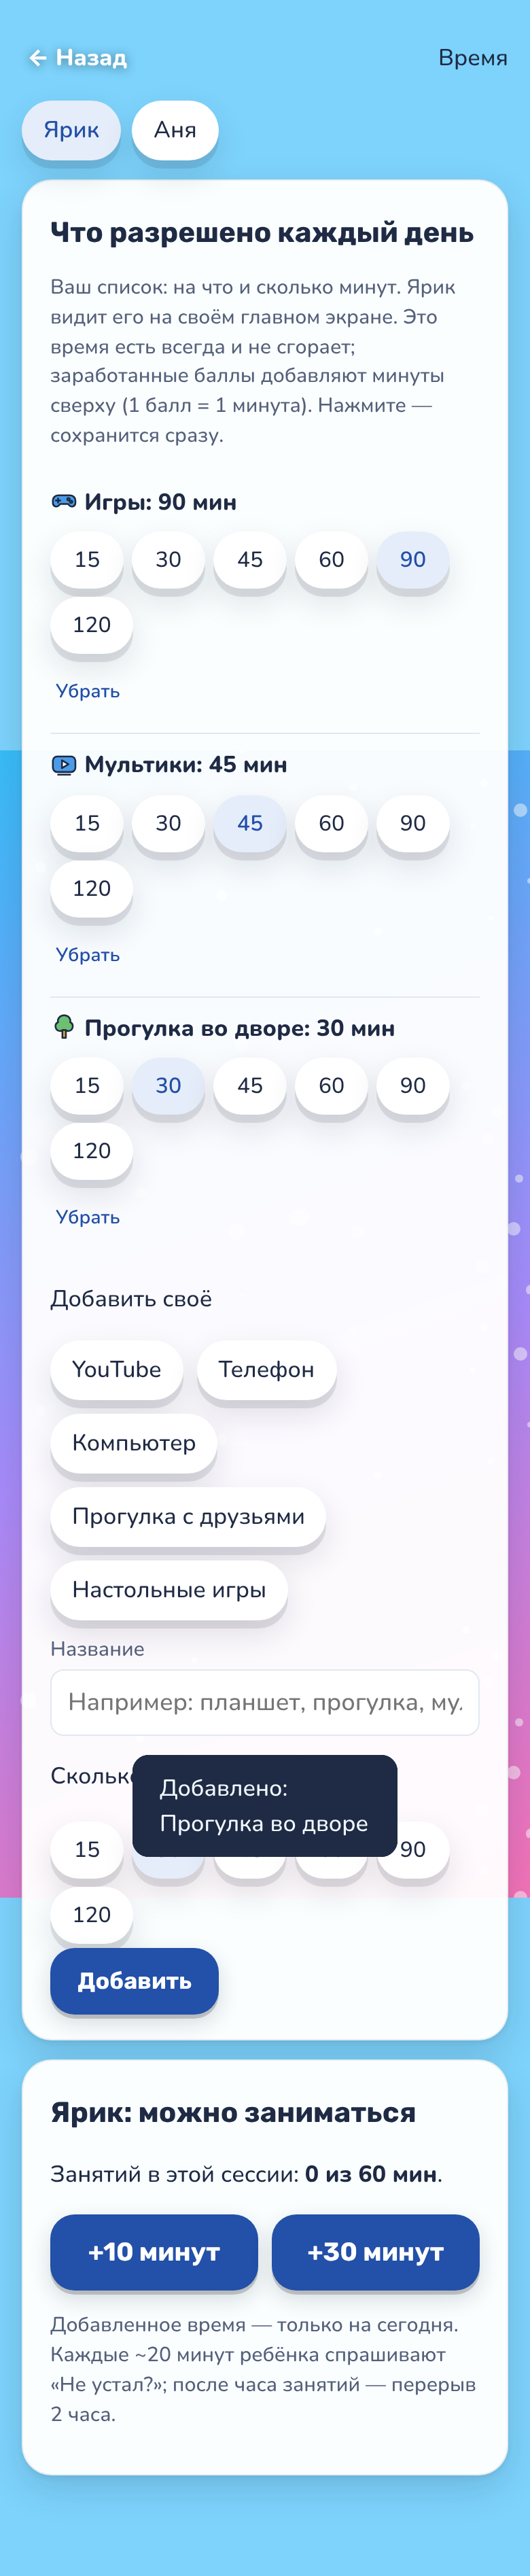 ← Назад
Время
Ярик
Аня
Что разрешено каждый день
Ваш список: на что и сколько минут. Ярик
видит его на своём главном экране. Это
время есть всегда и не сгорает;
заработанные баллы добавляют минуты
сверху (1 балл = 1 минута). Нажмите —
сохранится сразу.
Игры: 90 мин
15 30 45 60 90
120
Убрать
Мультики: 45 мин
15 30 45 60 90
120
Убрать
Прогулка во дворе: 30 мин
15 30 45 60 90
120
Убрать
Добавить своё
YouTube Телефон
Компьютер
Прогулка с друзьями
Настольные игры
Название
Например: планшет, прогулка,
Добавлено:
Прогулка во дворе
15 90
120
Добавить
Ярик: можно заниматься
Занятий в этой сессии: 0 из 60 мин.
+10 минут +30 минут
Добавленное время — только на сегодня.
Каждые ~20 минут ребёнка спрашивают
«Не устал?»; после часа занятий — перерыв
2 часа.